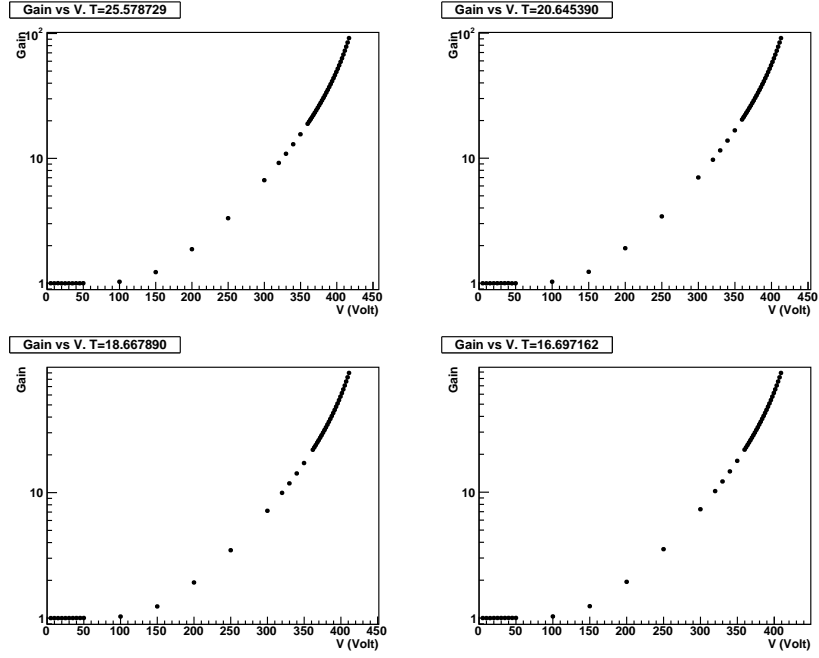 Gain vs V. T=25.578729
Gain
10²
10
1
0 50 100 150 200 250 300 350 400 450
V (Volt)
Gain vs V. T=20.645390
Gain
10²
10
1
0 50 100 150 200 250 300 350 400 450
V (Volt)
Gain vs V. T=18.667890
Gain
10
1
0 50 100 150 200 250 300 350 400 450
V (Volt)
Gain vs V. T=16.697162
Gain
10
1
0 50 100 150 200 250 300 350 400
V (Volt)